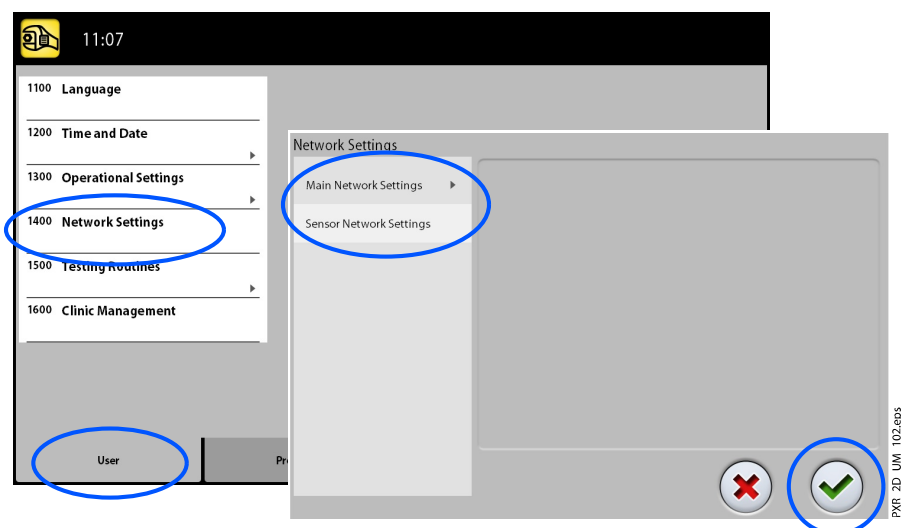 11:07
1100 Language
1200 Time and Date
1300 Operational Settings
1400 Network Settings
1500 Testing Routines
1600 Clinic Management
User
Network Settings
Main Network Settings
Sensor Network Settings
PXR 2D UM 102.eps